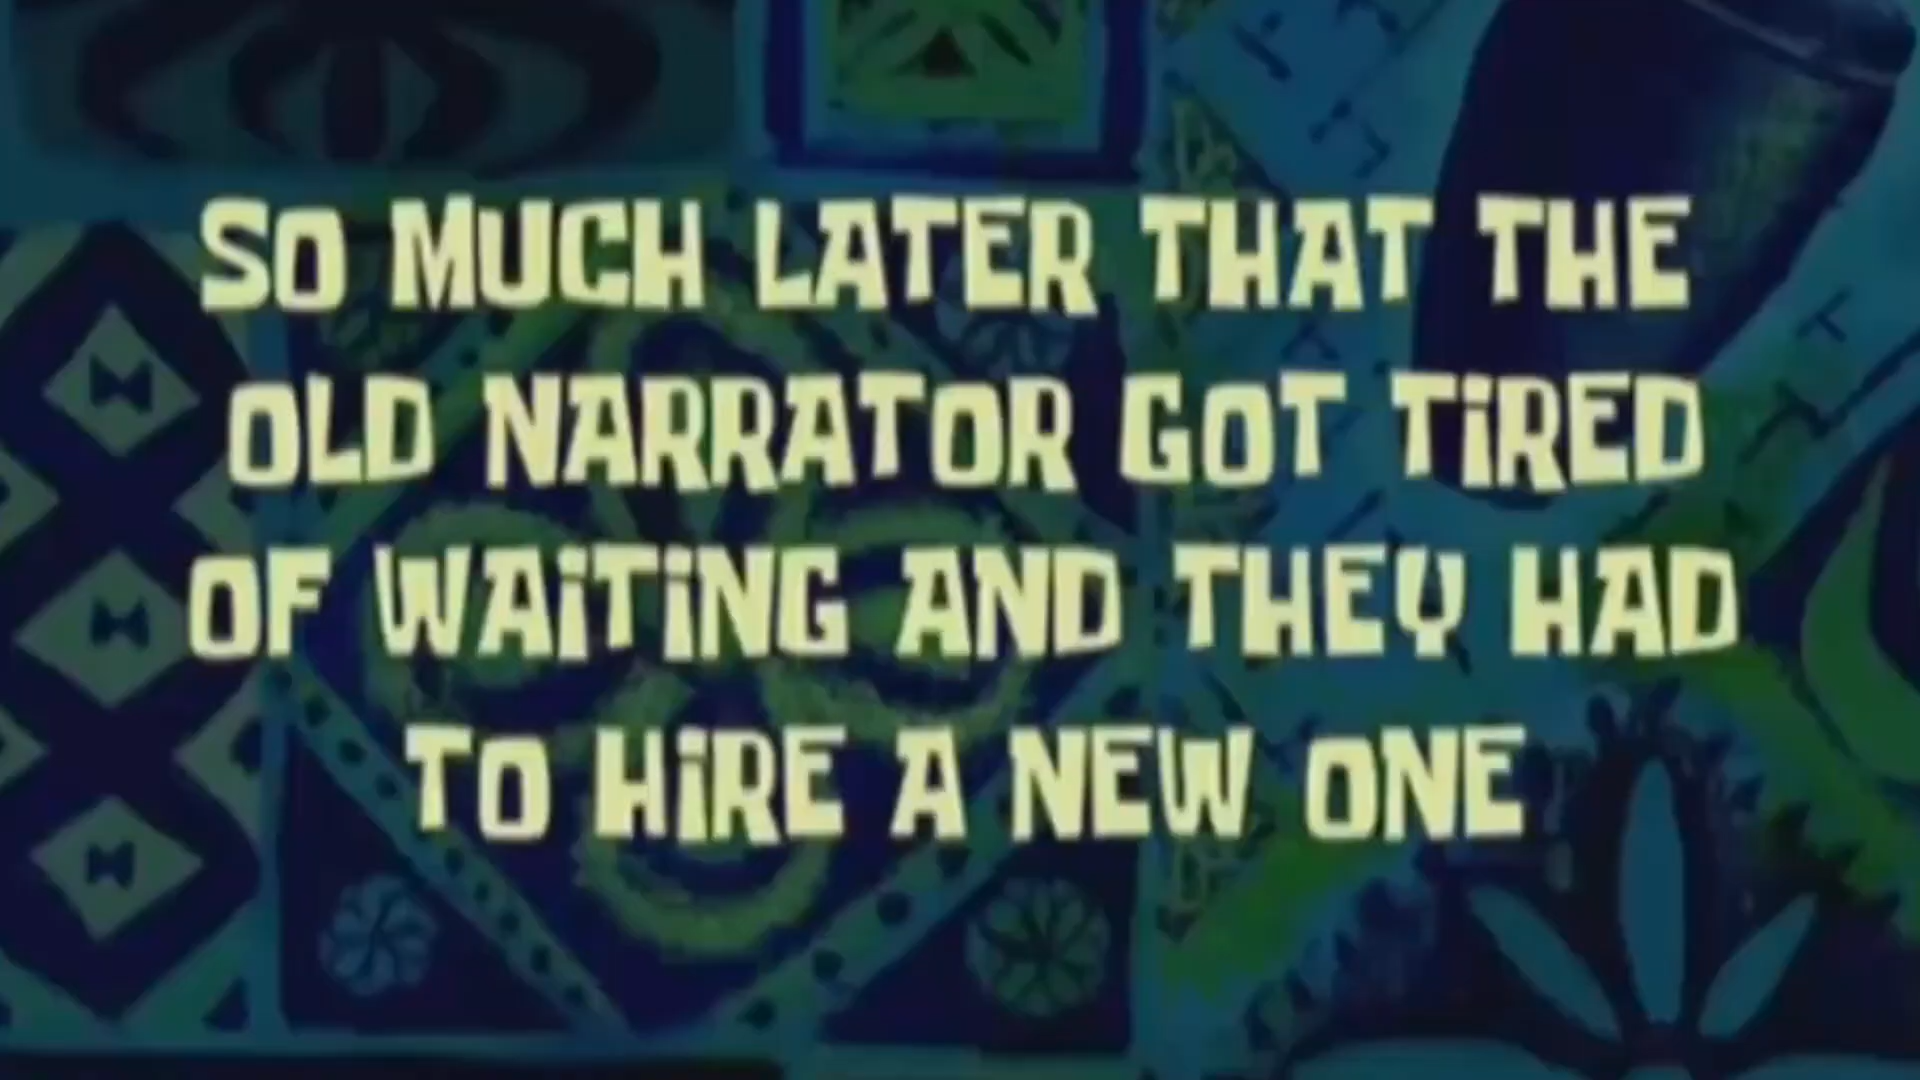 SO MUCH LATER THAT THE
OLD NARRATOR GOT TiRED
OF WAiTiNG AND THEY HAD
TO HiRE A NEW ONE